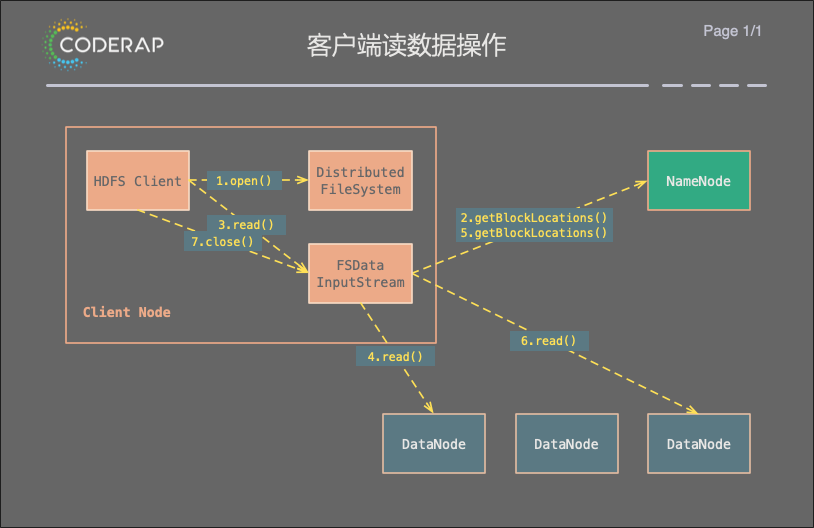 CODERAP
客户端读数据操作
Page 1/1
HDFS Client
1.open()
Distributed
FileSystem
NameNode
3.read()
7.close()
2.getBlockLocations()
5.getBlockLocations()
FSData
InputStream
Client Node
4.read()
6.read()
DataNode
DataNode
DataNode